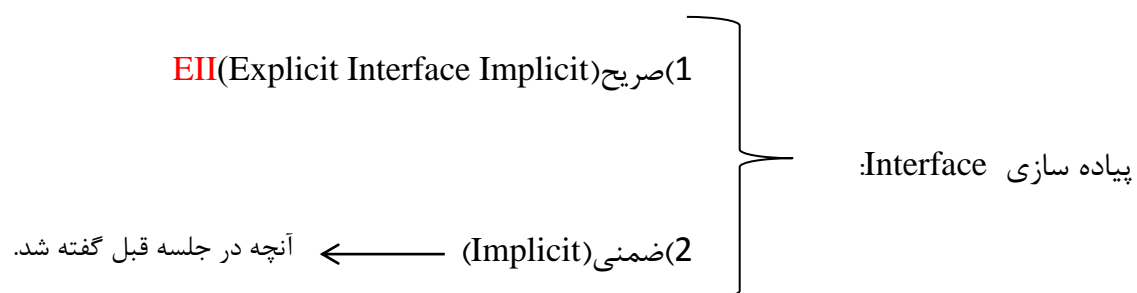 پیاده سازی Interface:
1)صریح(Explicit Interface Implicit)EII
2)ضمنی(Implicit) آنچه در جلسه قبل گفته شد.